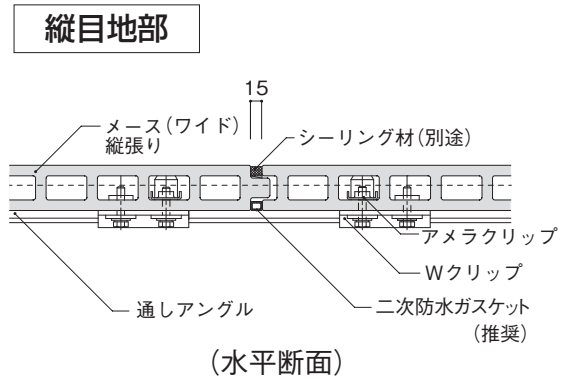 縦目地部
15
メース(ワイド)
縦張り
シーリング材(別途)
アメラクリップ
Wクリップ
通しアングル
二次防水ガスケット
(推奨)
(水平断面)